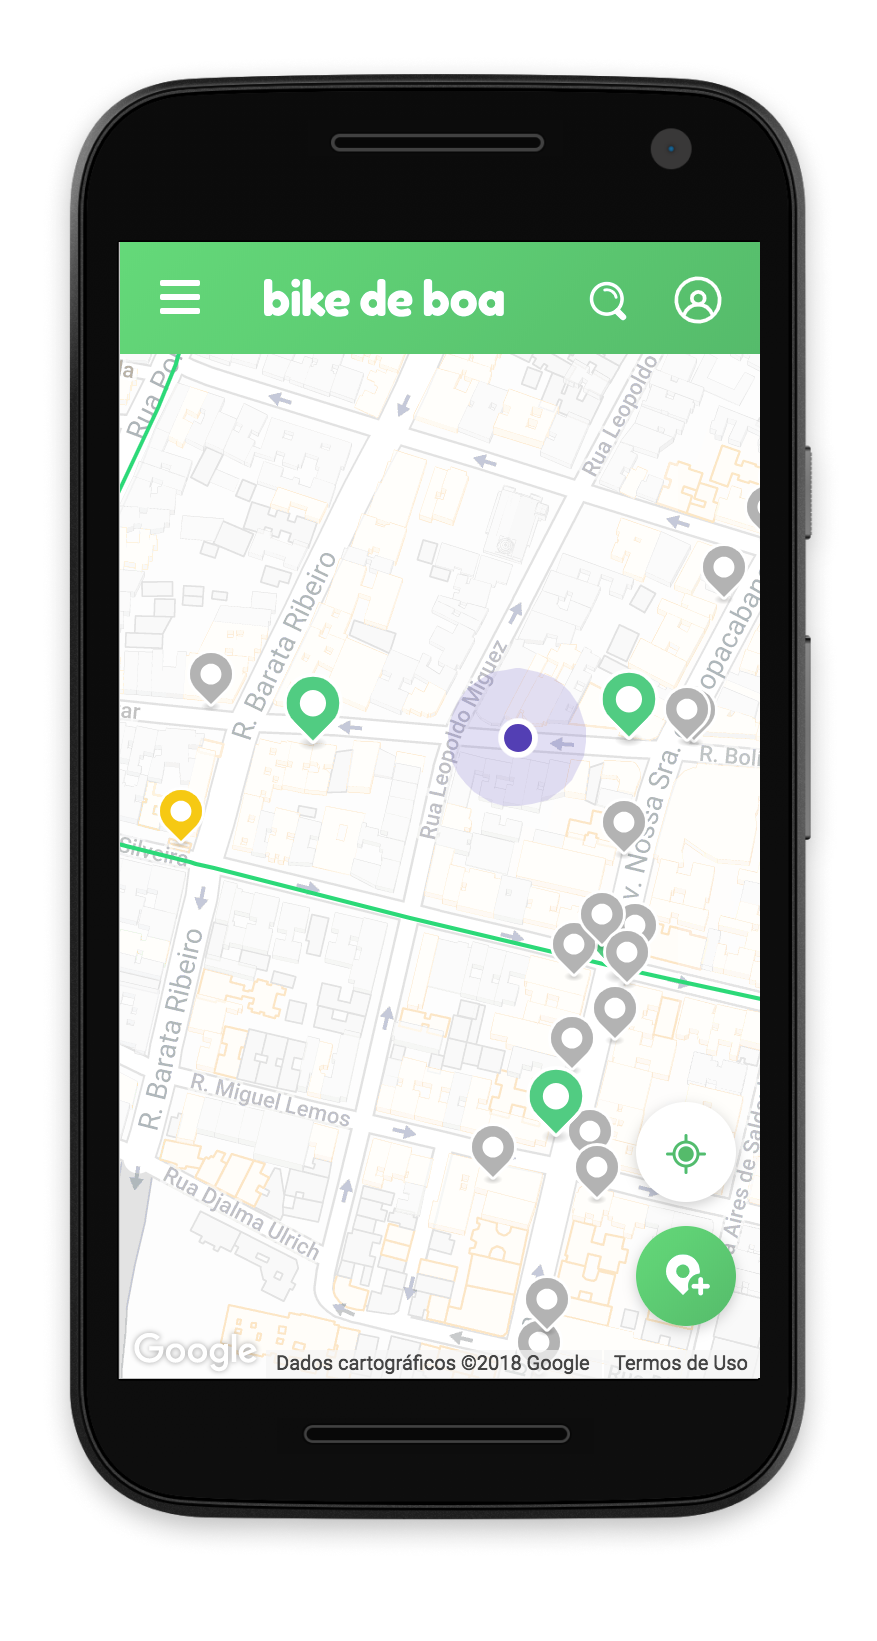 bike de boa
la
Rua Po
Rua Leopoldo
R. Barata Ribeiro
opacaban
Rua Leopoldo Miguez
ar
R. Boli
v. Nossa Sra.
Silveira
R. Barata Ribeiro
R. Miguel Lemos
Rua Djalma Ulrich
a Aires de Salda
Google
Dados cartográficos ©2018 Google
Termos de Uso